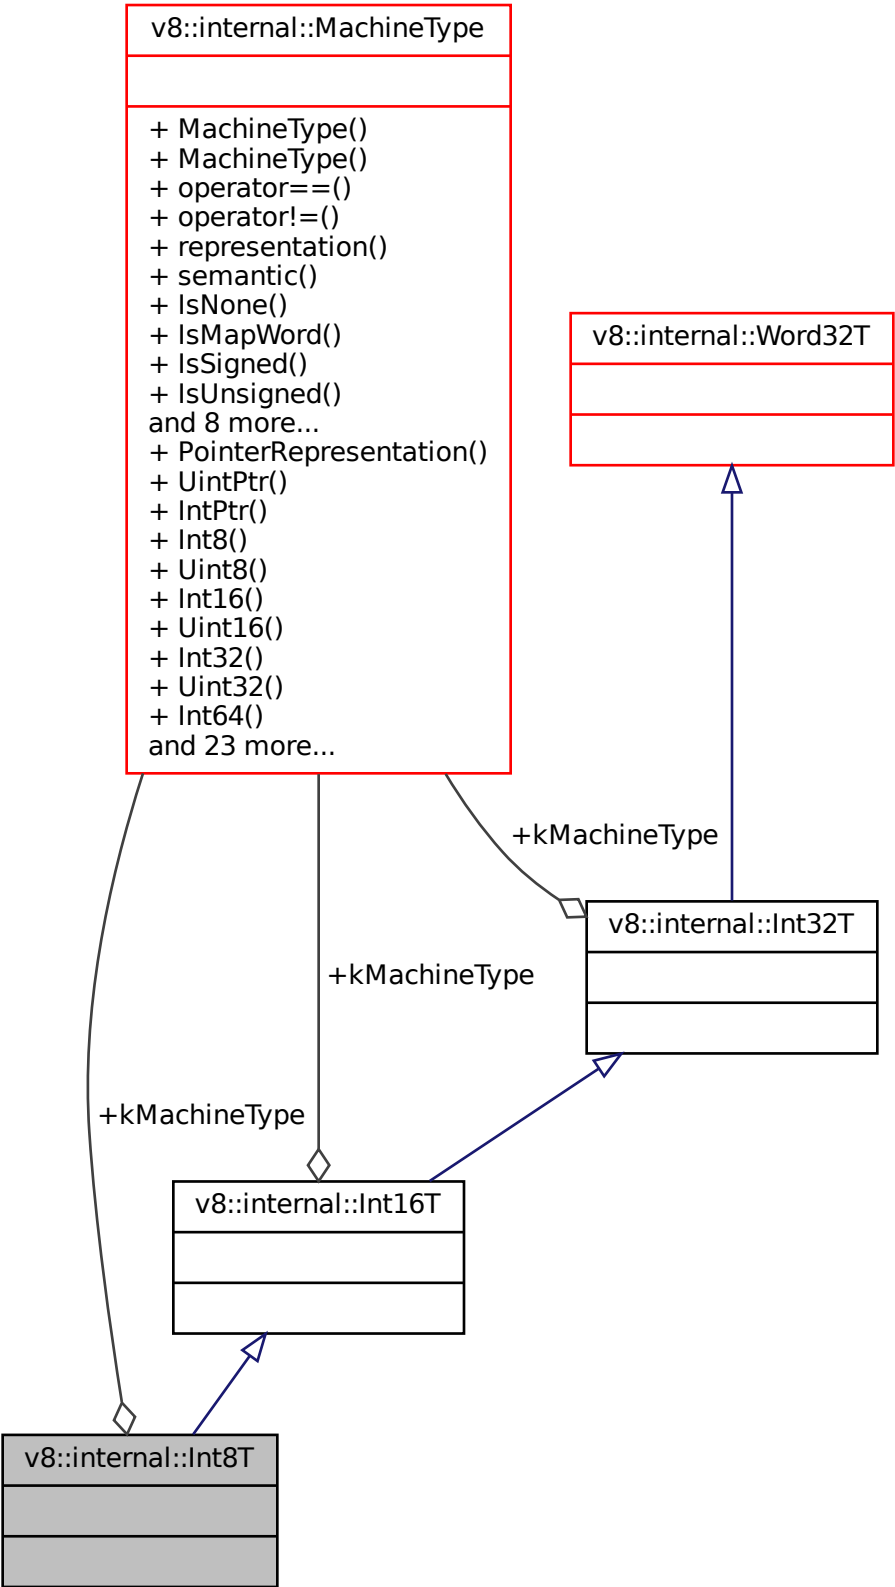 v8::internal::MachineType
+ MachineType()
+ MachineType()
+ operator==()
+ operator!=()
+ representation()
+ semantic()
+ IsNone()
+ IsMapWord()
+ IsSigned()
+ IsUnsigned()
and 8 more...
+ PointerRepresentation()
+ UintPtr()
+ IntPtr()
+ Int8()
+ Uint8()
+ Int16()
+ Uint16()
+ Int32()
+ Uint32()
+ Int64()
and 23 more...
v8::internal::Word32T
+kMachineType
v8::internal::Int32T
+kMachineType
+kMachineType
v8::internal::Int16T
v8::internal::Int8T